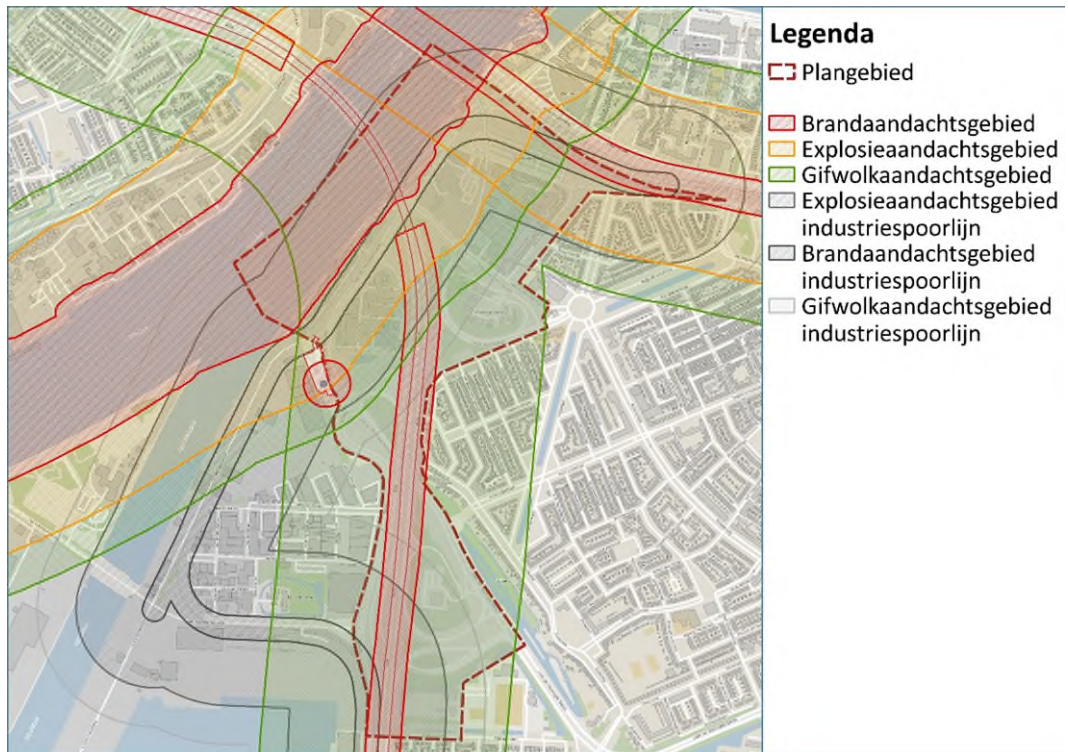 Legenda
Plangebied
Brandaandachtsgebied
Explosieaandachtsgebied
Gifwolkaandachtsgebied
Explosieaandachtsgebied
industriespoorlijn
Brandaandachtsgebied
industriespoorlijn
Gifwolkaandachtsgebied
industriespoorlijn